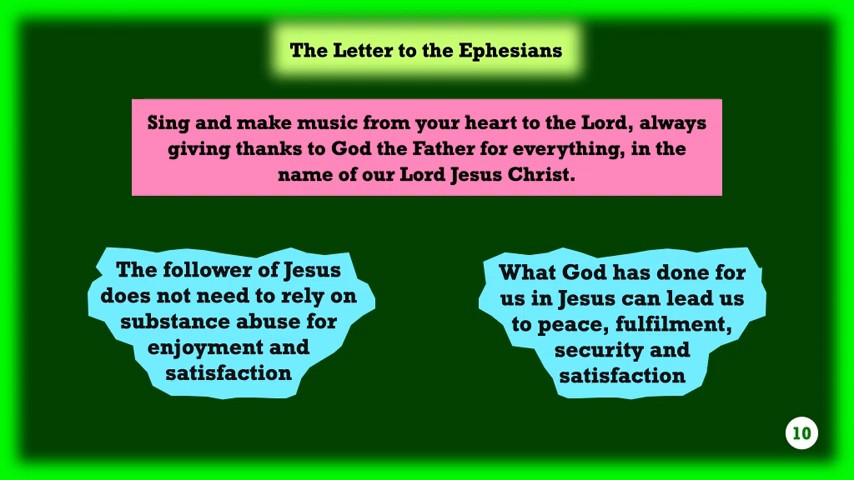 The Letter to the Ephesians
Sing and make music from your heart to the Lord, always
giving thanks to God the Father for everything, in the
name of our Lord Jesus Christ.
The follower of Jesus
does not need to rely on
substance abuse for
enjoyment and
satisfaction
What God has done for
us in Jesus can lead us
to peace, fulfilment,
security and
satisfaction
10